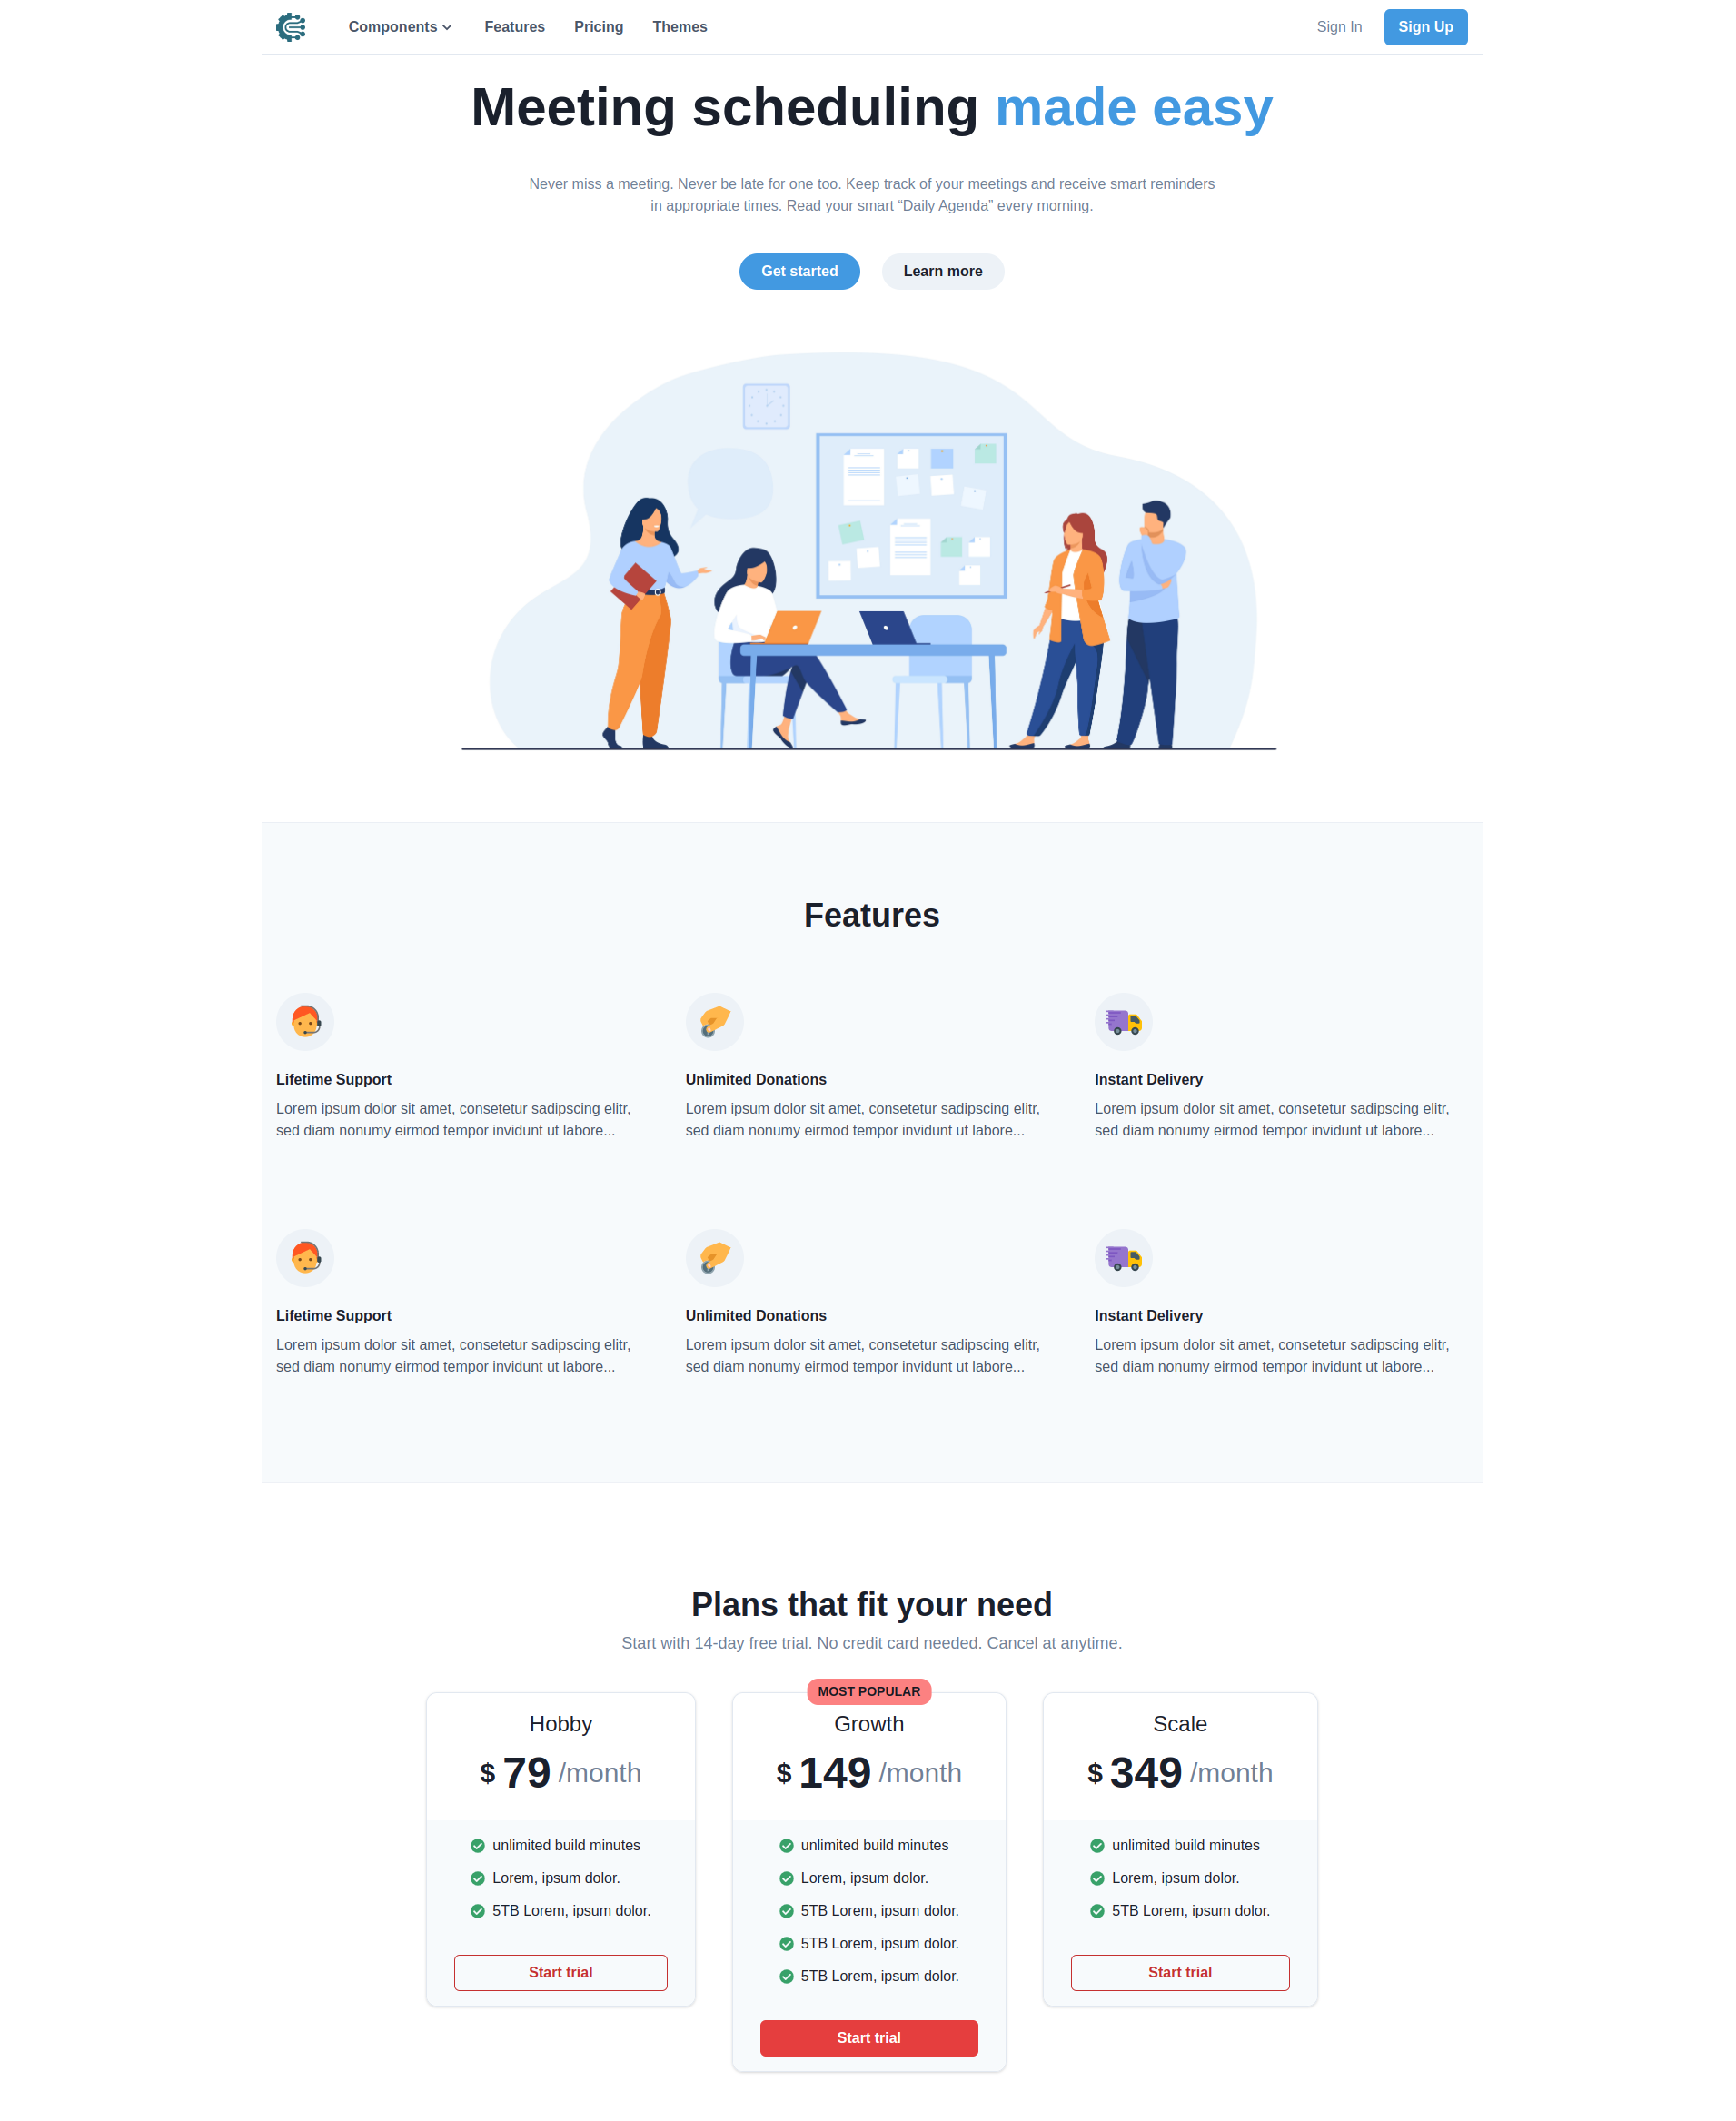 Components Features Pricing Themes Sign In Sign Up
Meeting scheduling made easy
Never miss a meeting. Never be late for one too. Keep track of your meetings and receive smart reminders
in appropriate times. Read your smart “Daily Agenda” every morning.
Get started Learn more
Features
Lifetime Support
Lorem ipsum dolor sit amet, consetetur sadipscing elitr,
sed diam nonumy eirmod tempor invidunt ut labore...
Unlimited Donations
Lorem ipsum dolor sit amet, consetetur sadipscing elitr,
sed diam nonumy eirmod tempor invidunt ut labore...
Instant Delivery
Lorem ipsum dolor sit amet, consetetur sadipscing elitr,
sed diam nonumy eirmod tempor invidunt ut labore...
Lifetime Support
Lorem ipsum dolor sit amet, consetetur sadipscing elitr,
sed diam nonumy eirmod tempor invidunt ut labore...
Unlimited Donations
Lorem ipsum dolor sit amet, consetetur sadipscing elitr,
sed diam nonumy eirmod tempor invidunt ut labore...
Instant Delivery
Lorem ipsum dolor sit amet, consetetur sadipscing elitr,
sed diam nonumy eirmod tempor invidunt ut labore...
Plans that fit your need
Start with 14-day free trial. No credit card needed. Cancel at anytime.
Hobby
$ 79 /month
unlimited build minutes
Lorem, ipsum dolor.
5TB Lorem, ipsum dolor.
Start trial
MOST POPULAR
Growth
$ 149 /month
unlimited build minutes
Lorem, ipsum dolor.
5TB Lorem, ipsum dolor.
5TB Lorem, ipsum dolor.
5TB Lorem, ipsum dolor.
Start trial
Scale
$ 349 /month
unlimited build minutes
Lorem, ipsum dolor.
5TB Lorem, ipsum dolor.
Start trial